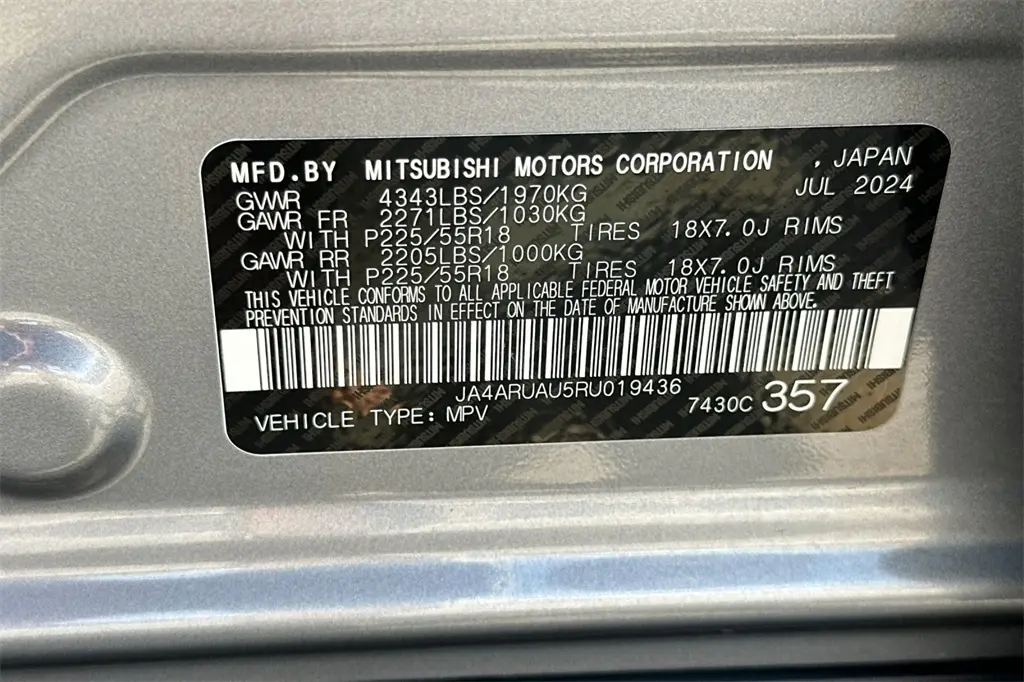 MFD.BY MITSUBISHI MOTORS CORPORATION , JAPAN
GVWR 4343LBS/1970KG JUL 2024
GAWR FR 2271LBS/1030KG
WITH P225/55R18 TIRES 18X7.0J RIMS
GAWR RR 2205LBS/1000KG
WITH P225/55R18 TIRES 18X7.0J RIMS
THIS VEHICLE CONFORMS TO ALL APPLICABLE FEDERAL MOTOR VEHICLE SAFETY AND THEFT
PREVENTION STANDARDS IN EFFECT ON THE DATE OF MANUFACTURE SHOWN ABOVE.
JA4ARUAU5RU019436
VEHICLE TYPE: MPV 7430C 357